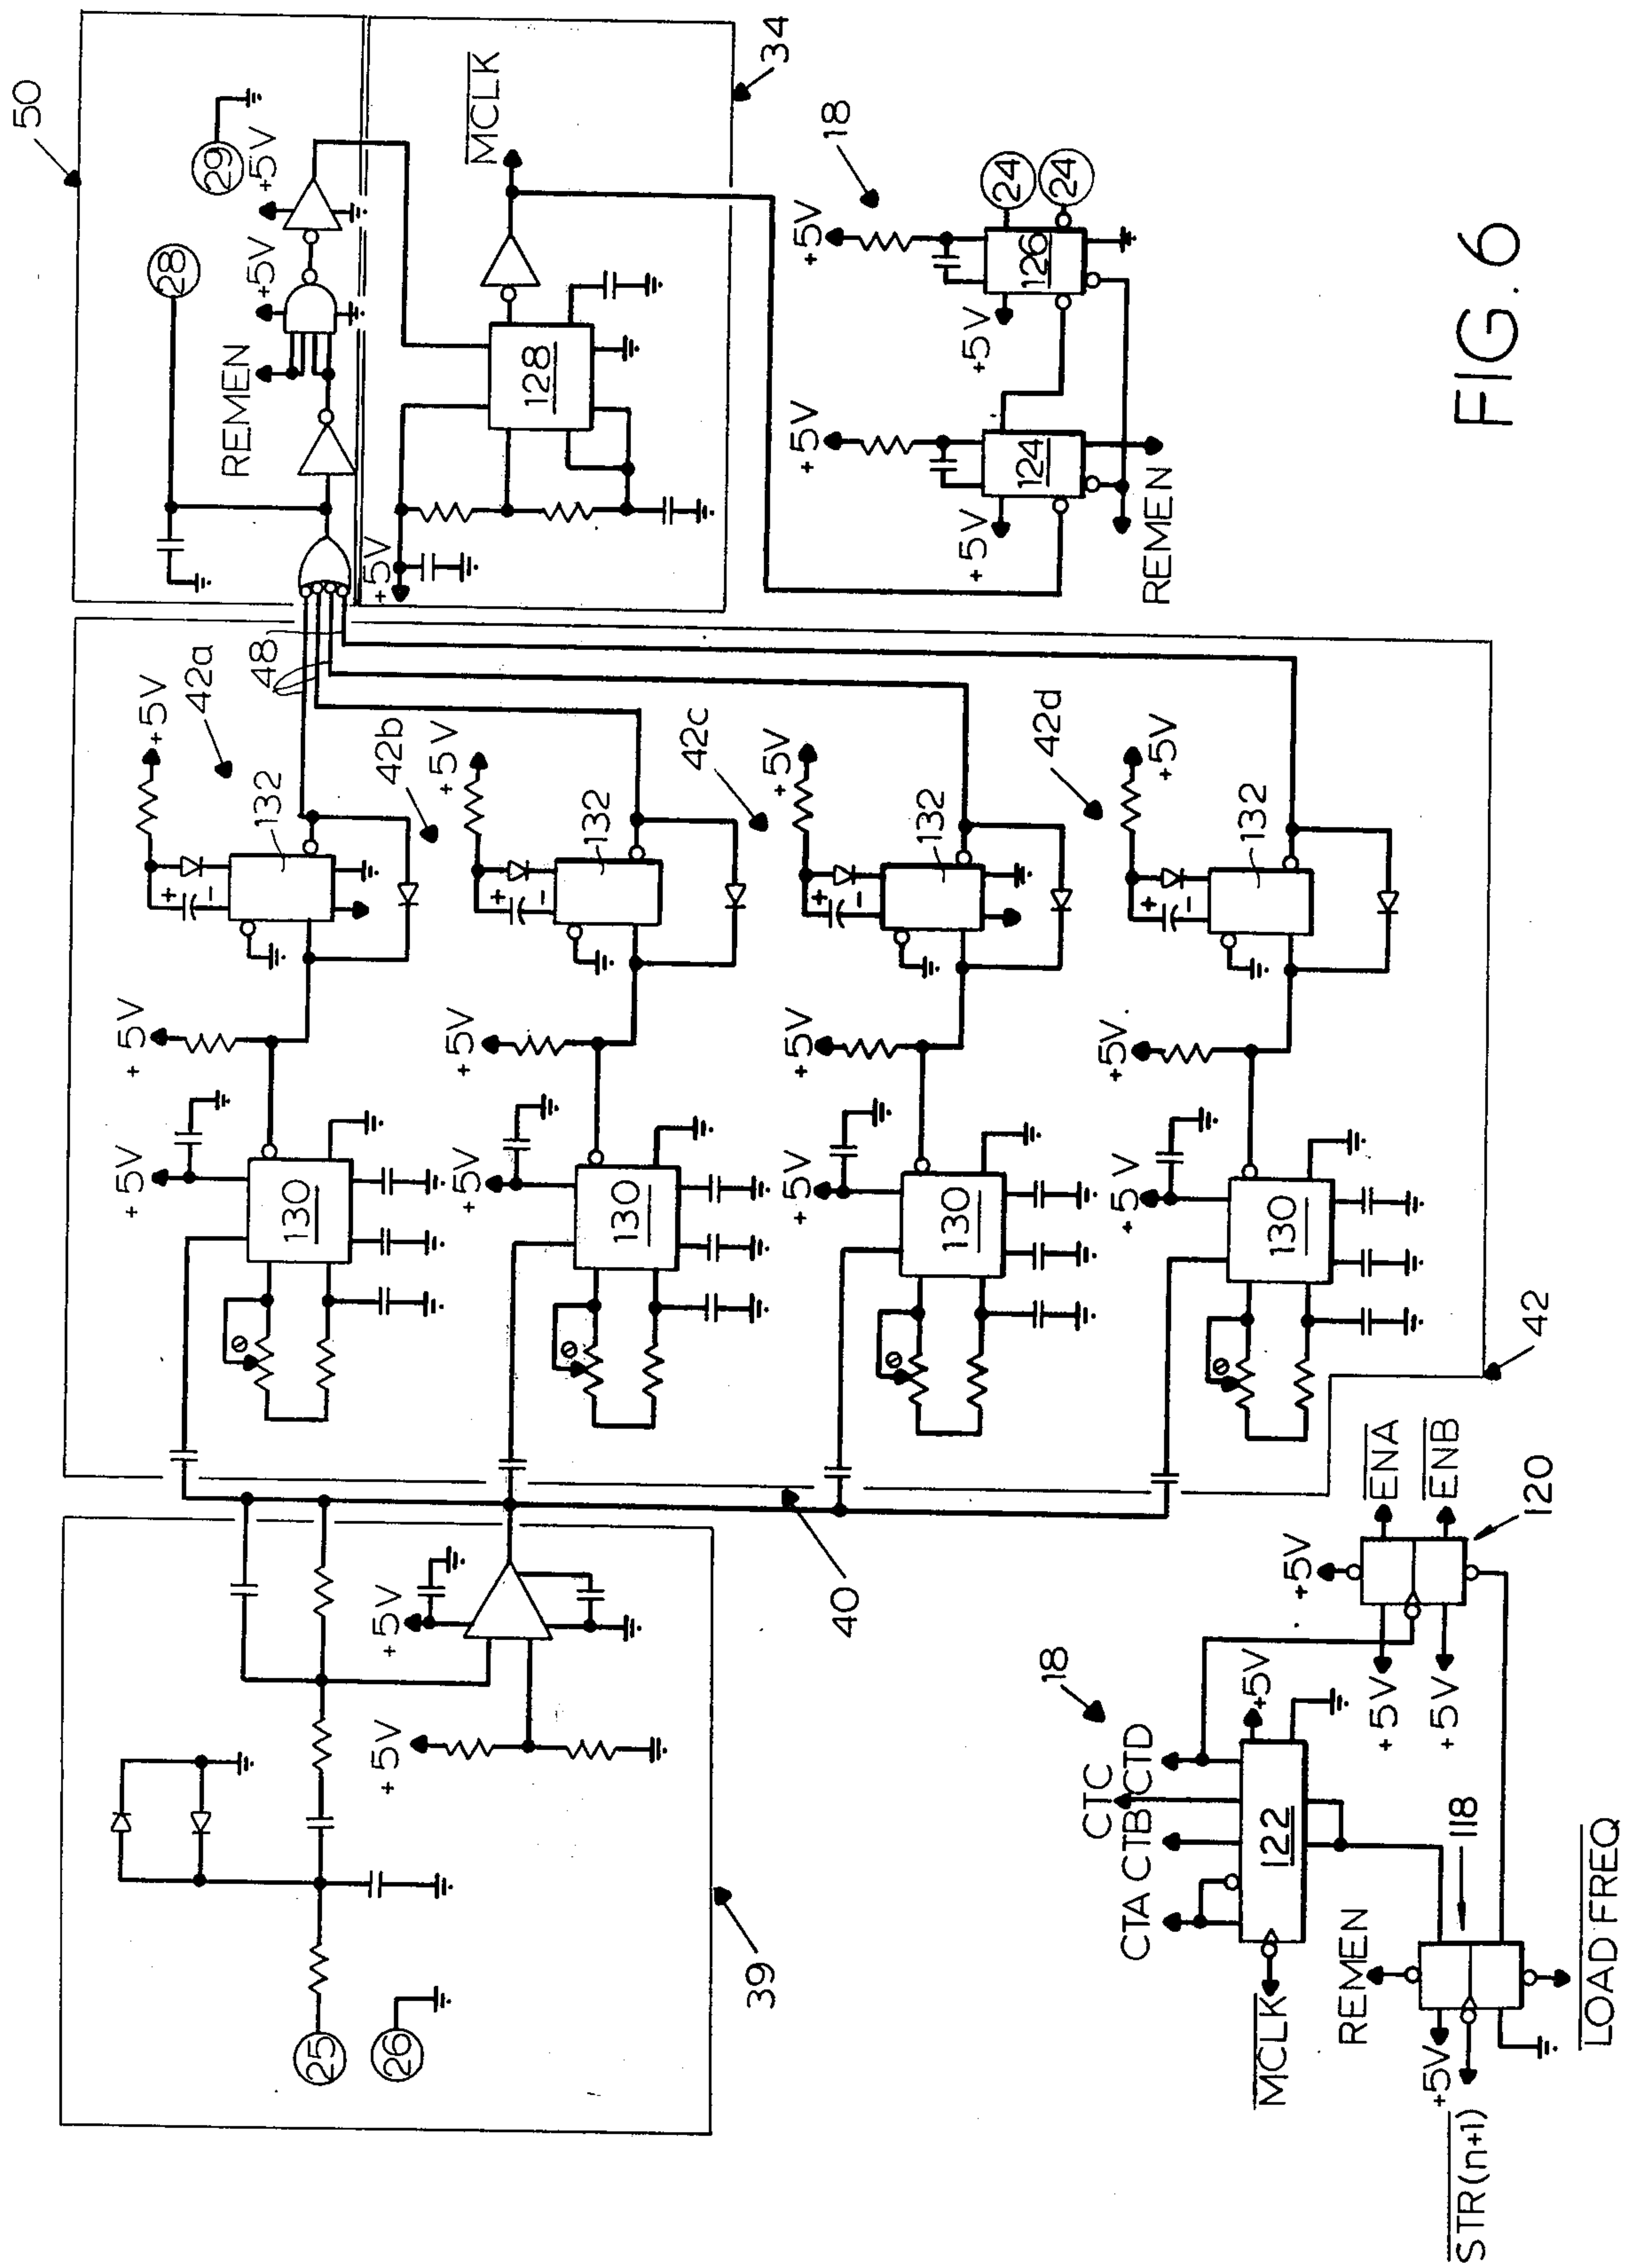 50
34
28
29
+5V
+5V
REMEN
MCLK
128
+5V
18
+5V
24
24
126
+5V
+5V
124
+5V
REMEN
FIG. 6
48
42a
+5V
132
+5V
+5V
130
42b
+5V
132
+5V
+5V
130
42c
+5V
132
+5V
+5V
130
42d
+5V
132
+5V
+5V
130
42
40
39
25
26
+5V
+5V
18
CTA
CTB
CTC
CTD
+5V
122
MCLK
+5V
ENA
ENB
120
+5V
+5V
118
REMEN
+5V
STR(n+1)
LOAD FREQ